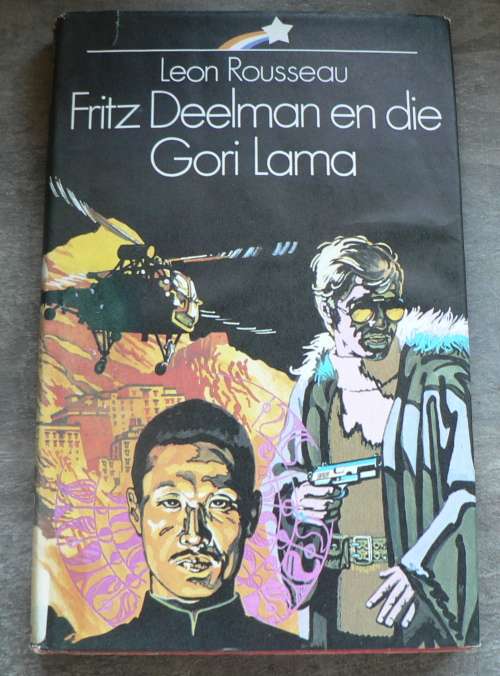 Leon Rousseau
Fritz Deelman en die
Gori Lama